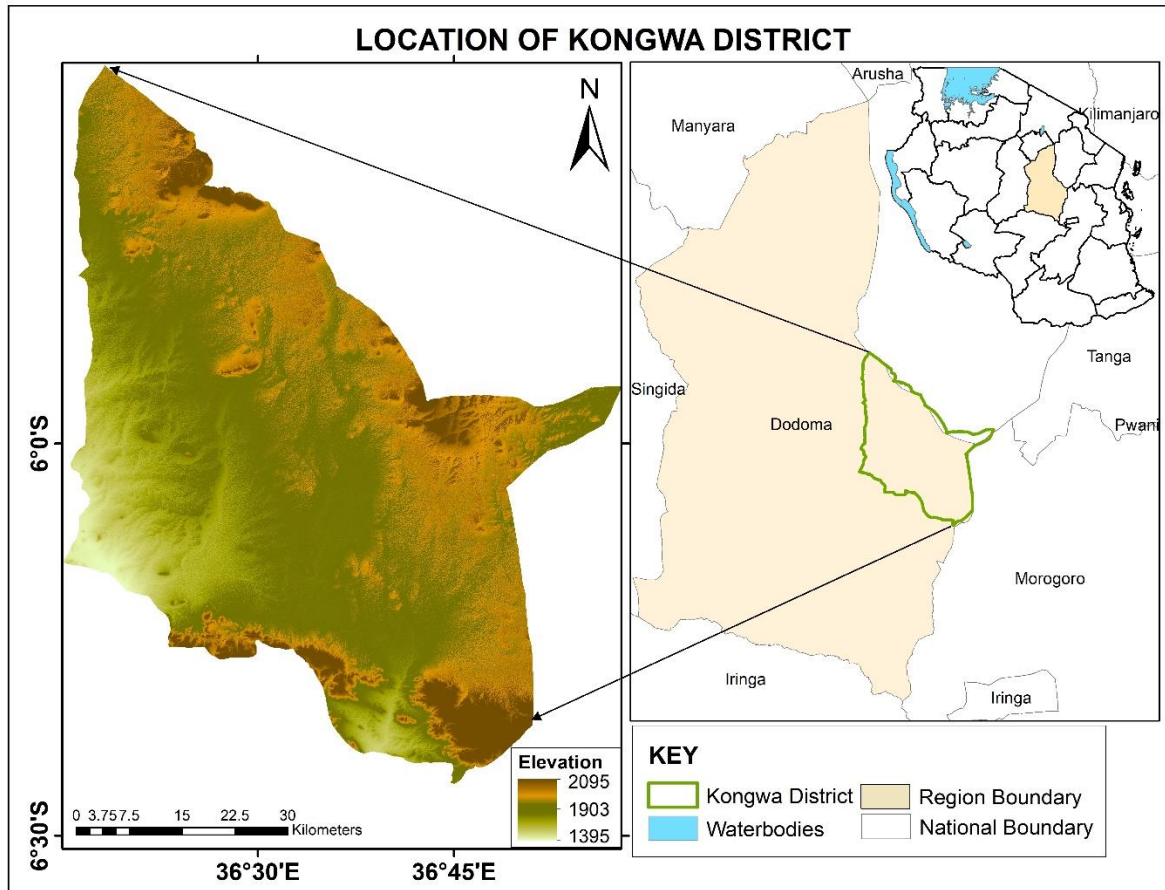 LOCATION OF KONGWA DISTRICT
N
6°0'S
6°30'S
36°30'E
36°45'E
Elevation
2095
1903
1395
0 3.757.5 15 22.5 30
Kilometers
Arusha
Manyara
Kilimanjaro
Tanga
Singida
Dodoma
Pwani
Morogoro
Iringa
Iringa
KEY
Kongwa District
Region Boundary
Waterbodies
National Boundary